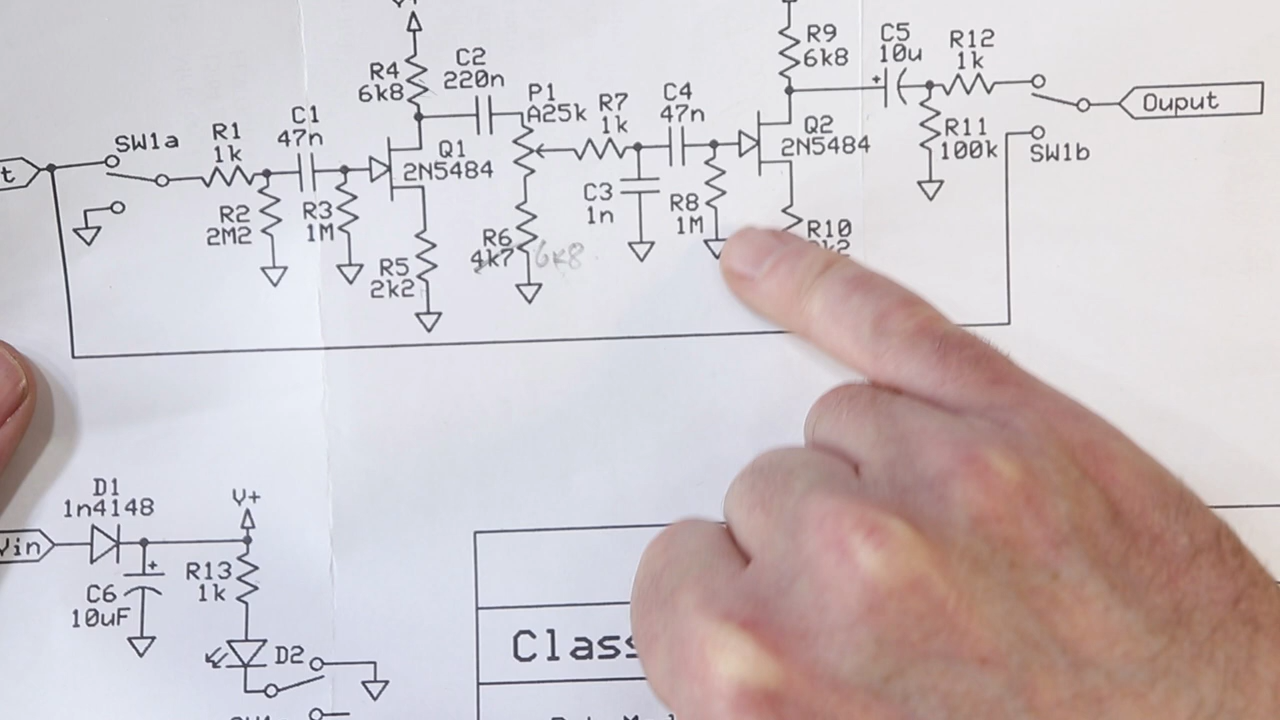 V+
R9
6k8
C5
10u
R12
1k
R4
6k8
C2
220n
P1
A25k
R7
1k
C4
47n
Ouput
SW1a
R1
1k
C1
47n
Q1
2N5484
Q2
2N5484
R11
100k
SW1b
t
R2
2M2
R3
1M
C3
1n
R8
1M
R10
R6
4k7 6k8
R5
2k2
D1
1n4148
V+
Vin
+
C6
10uF
R13
1k
D2
Class